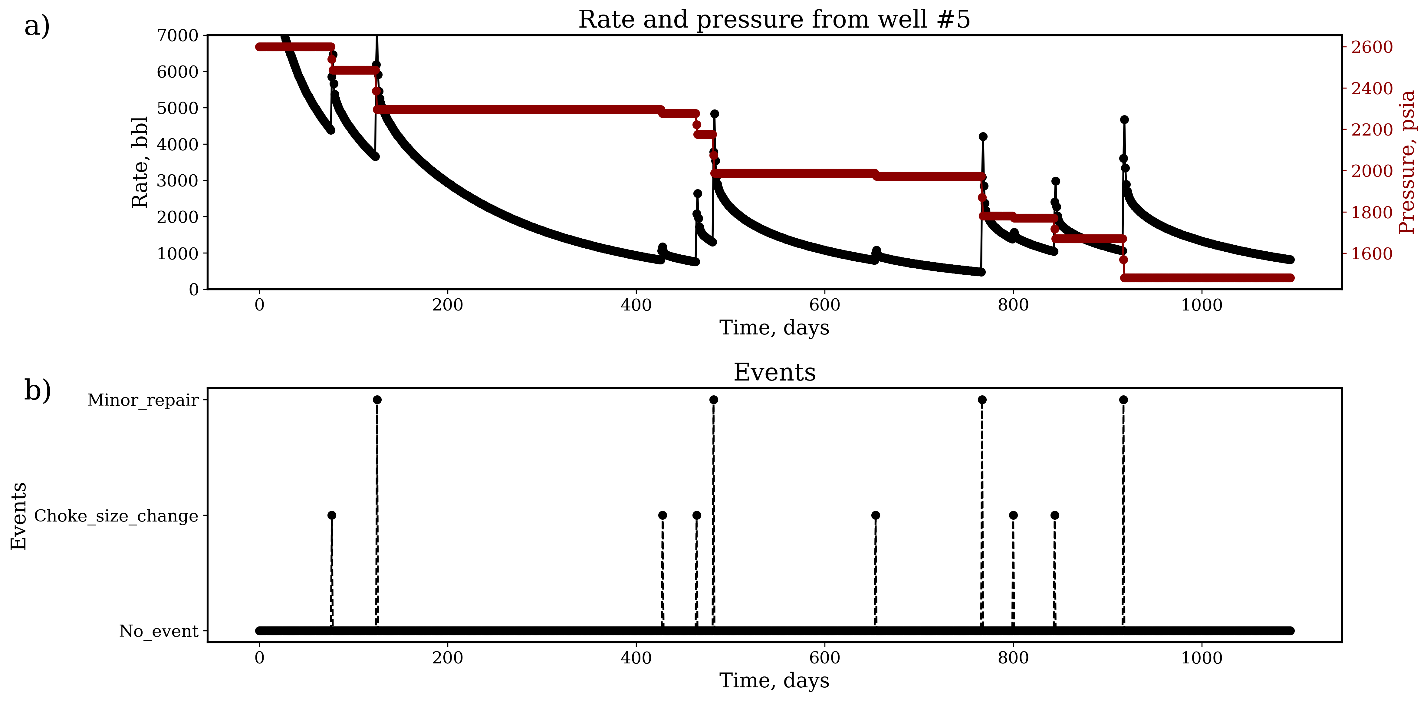 a)
Rate and pressure from well #5
7000
6000
5000
4000
3000
2000
1000
0
Rate, bbl
2600
2400
2200
2000
1800
1600
Pressure, psia
0 200 400 600 800 1000
Time, days
b)
Events
Minor_repair
Choke_size_change
No_event
Events
0 200 400 600 800 1000
Time, days